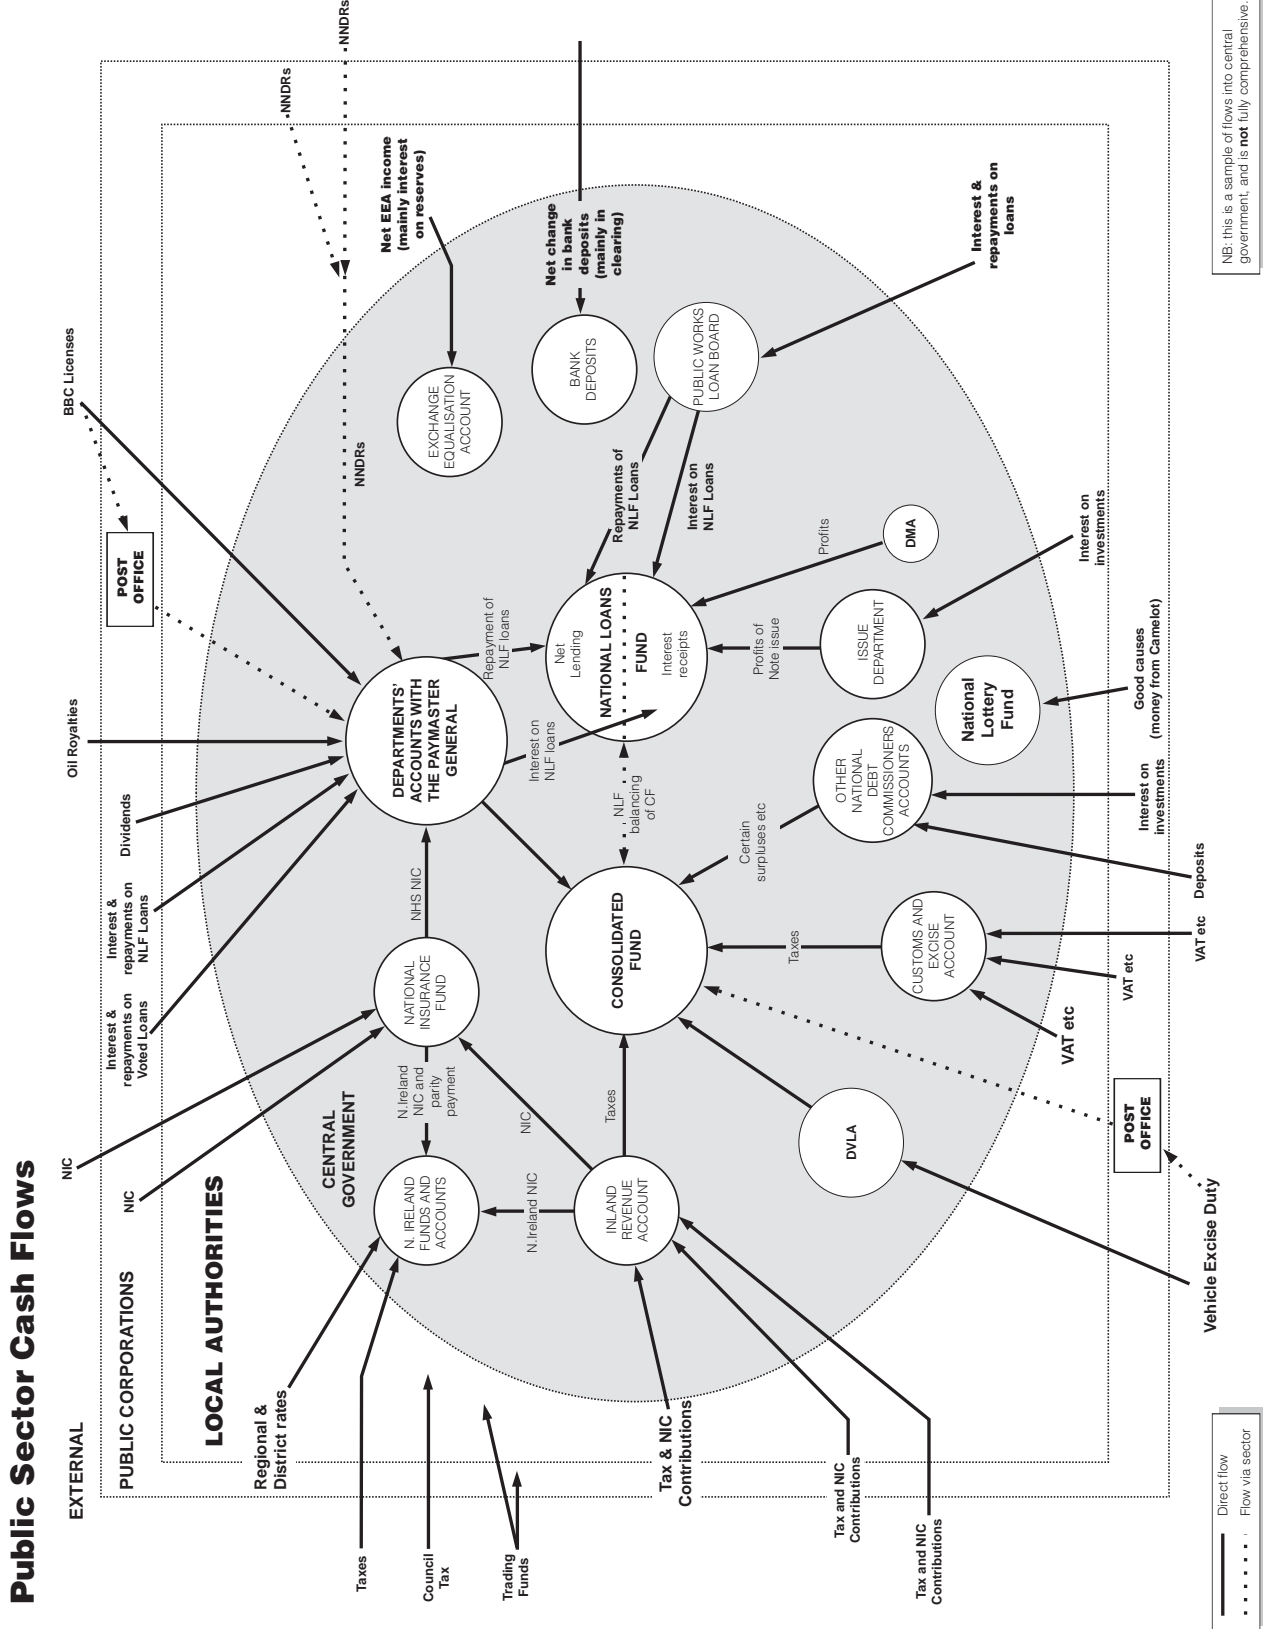 Public Sector Cash Flows
EXTERNAL
PUBLIC CORPORATIONS
LOCAL AUTHORITIES
CENTRAL
GOVERNMENT
NIC
NIC
Interest &
repayments on
Voted Loans
Interest &
repayments on
NLF Loans
Dividends
Oil Royalties
BBC Licenses
POST
OFFICE
NNDRs
NNDRs
NNDRs
Regional &
District rates
Taxes
Council
Tax
Trading
Funds
N. IRELAND
FUNDS AND
ACCOUNTS
N.Ireland
NIC and
parity
payment
NATIONAL
INSURANCE
FUND
NHS NIC
DEPARTMENTS'
ACCOUNTS WITH
THE PAYMASTER
GENERAL
EXCHANGE
EQUALISATION
ACCOUNT
Net EEA income
(mainly interest
on reserves)
N.Ireland NIC
NIC
Interest on
NLF loans
Repayment of
NLF loans
Net change
in bank
deposits
(mainly in
clearing)
BANK
DEPOSITS
Tax & NIC
Contributions
INLAND
REVENUE
ACCOUNT
Taxes
CONSOLIDATED
FUND
NLF
balancing
of CF
Net
Lending
NATIONAL LOANS
FUND
Interest
receipts
Repayments of
NLF Loans
Interest on
NLF Loans
PUBLIC WORKS
LOAN BOARD
Interest &
repayments on
loans
Taxes
Certain
surpluses etc
Profits of
Note issue
Profits
Tax and NIC
Contributions
Tax and NIC
Contributions
DVLA
CUSTOMS AND
EXCISE
ACCOUNT
OTHER
NATIONAL
DEBT
COMMISSIONERS
ACCOUNTS
ISSUE
DEPARTMENT
DMA
National
Lottery
Fund
VAT etc
VAT etc
VAT etc
Deposits
Interest on
investments
Good causes
(money from Camelot)
Interest on
investments
POST
OFFICE
Vehicle Excise Duty
Direct flow
Flow via sector
NB: this is a sample of flows into central
government, and is not fully comprehensive.